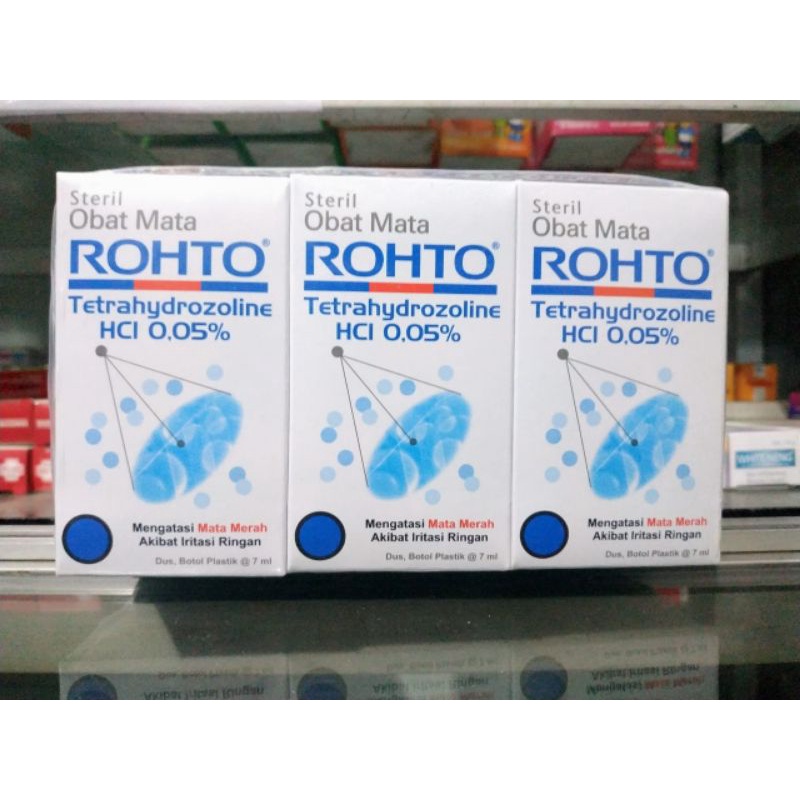 Steril
Obat Mata
ROHTO®
Tetrahydrozoline
HCl 0,05%
Mengatasi Mata Merah
Akibat Iritasi Ringan
Dus, Botol Plastik @ 7 ml
Steril
Obat Mata
ROHTO®
Tetrahydrozoline
HCl 0,05%
Mengatasi Mata Merah
Akibat Iritasi Ringan
Dus, Botol Plastik @ 7 ml
Steril
Obat Mata
ROHTO®
Tetrahydrozoline
HCl 0,05%
Mengatasi Mata Merah
Akibat Iritasi Ringan
Dus, Botol Plastik @ 7 ml
WHITENING